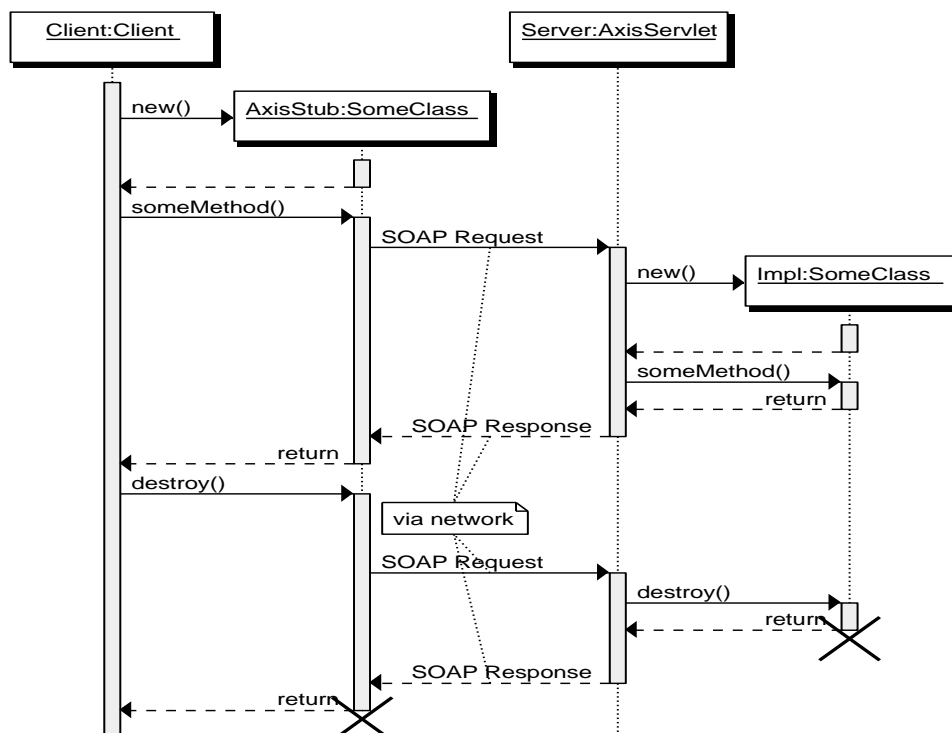 Client:Client
Server:AxisServlet
new()
AxisStub:SomeClass
someMethod()
SOAP Request
new()
Impl:SomeClass
someMethod()
return
SOAP Response
return
destroy()
via network
SOAP Request
destroy()
return
SOAP Response
return